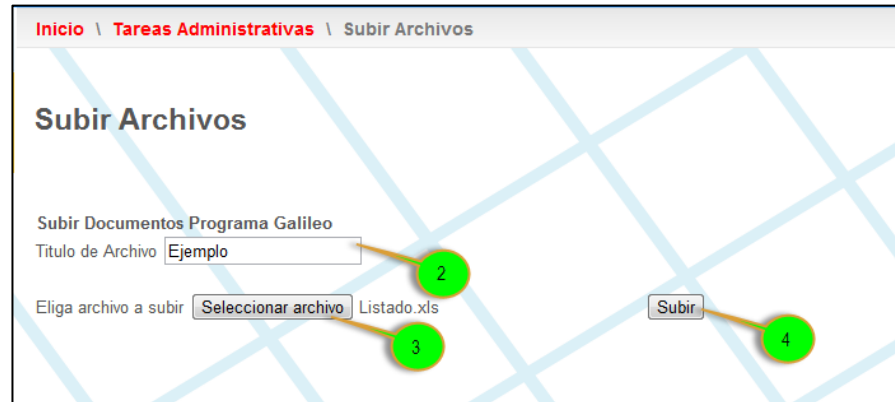 Inicio \ Tareas Administrativas \ Subir Archivos
Subir Archivos
Subir Documentos Programa Galileo
Titulo de Archivo Ejemplo
2
Eliga archivo a subir Seleccionar archivo Listado.xls Subir
3
4